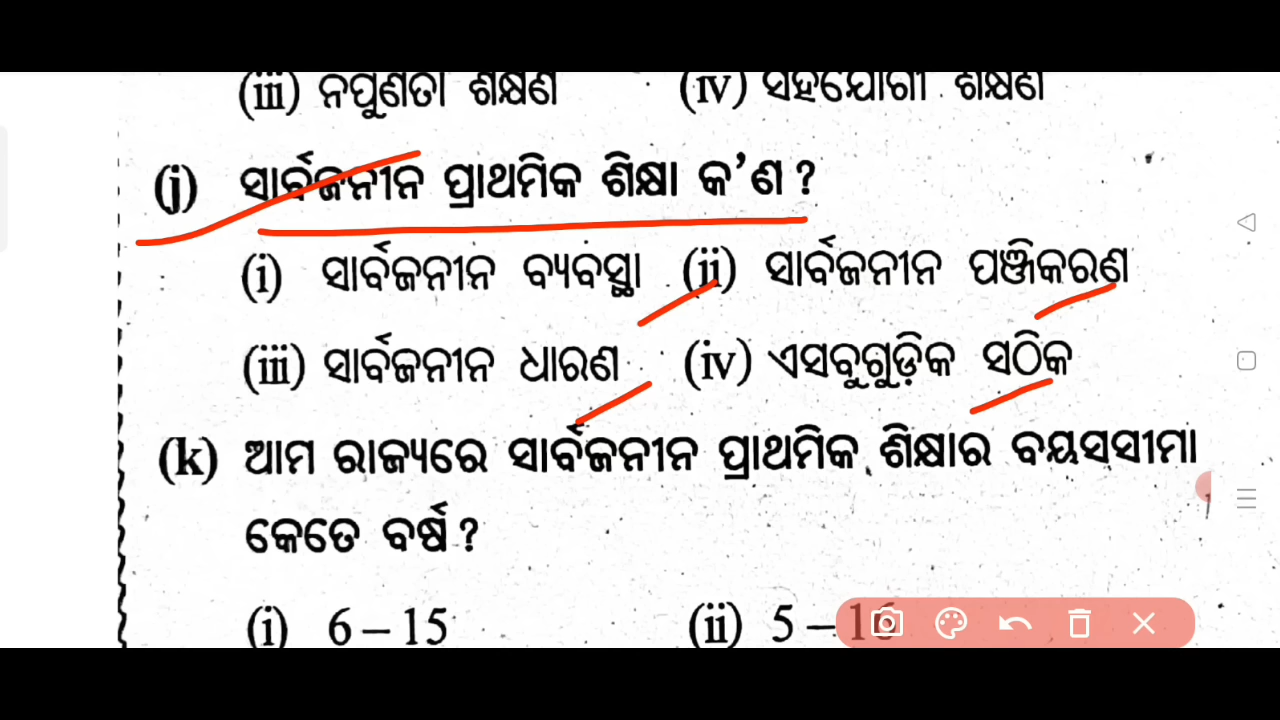 (iii) ନିପୁଣତା ଶିକ୍ଷଣ (iv) ସହଯୋଗୀ ଶିକ୍ଷଣ
(j) ସାର୍ବଜନୀନ ପ୍ରାଥମିକ ଶିକ୍ଷା କ'ଣ ?
(i) ସାର୍ବଜନୀନ ବ୍ୟବସ୍ଥା (ii) ସାର୍ବଜନୀନ ପଞ୍ଜିକରଣ
(iii) ସାର୍ବଜନୀନ ଧାରଣ (iv) ଏସବୁଗୁଡ଼ିକ ସଠିକ
(k) ଆମ ରାଜ୍ୟରେ ସାର୍ବଜନୀନ ପ୍ରାଥମିକ ଶିକ୍ଷାର ବୟସସୀମା
କେତେ ବର୍ଷ ?
(i) 6 – 15 (ii) 5 – 16